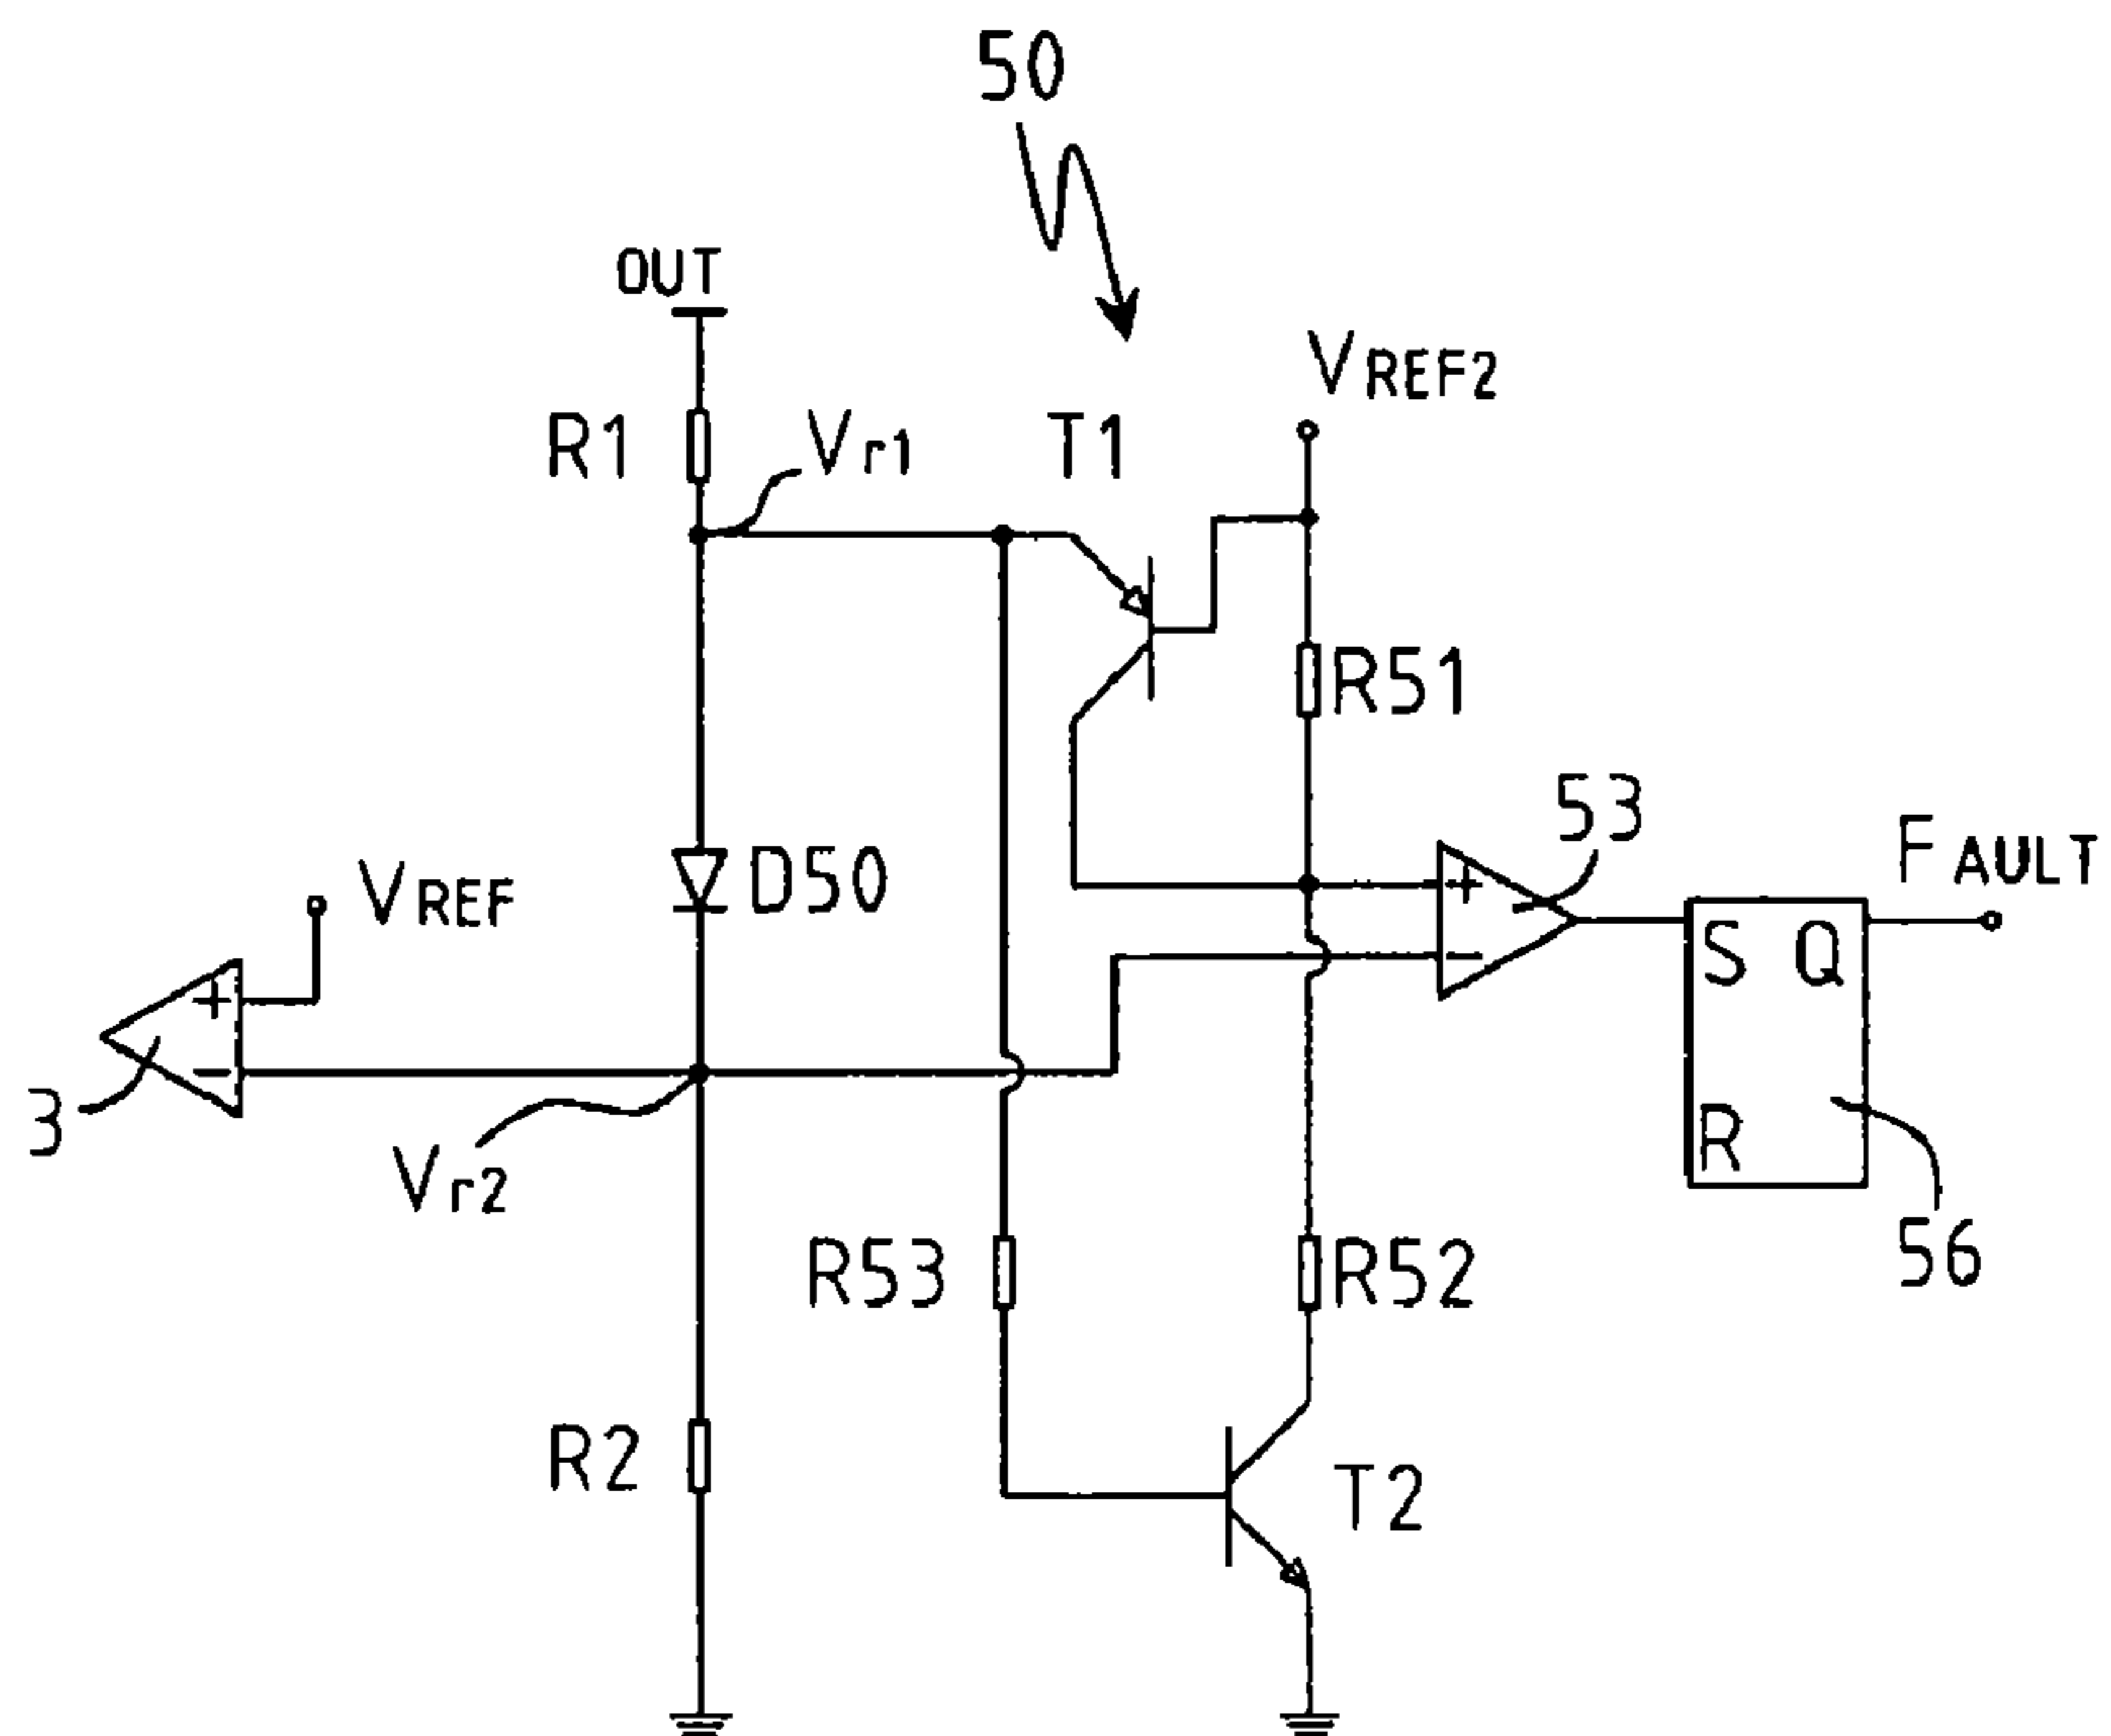 50
OUT
VREF2
R1
Vr1
T1
R51
53
FAULT
VREF
D50
+
−
S Q
+
−
3
R
Vr2
R53
R52
56
R2
T2